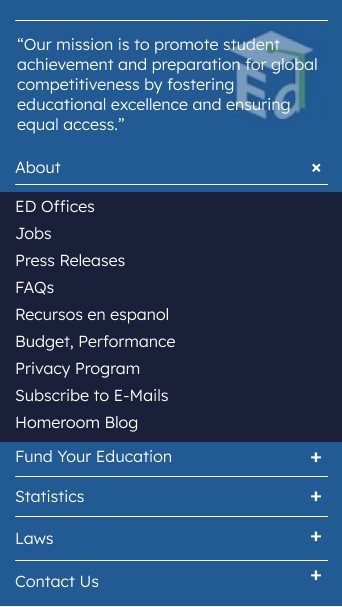 “Our mission is to promote student
achievement and preparation for global
competitiveness by fostering
educational excellence and ensuring
equal access.”
Ed
About ×
ED Offices
Jobs
Press Releases
FAQs
Recursos en espanol
Budget, Performance
Privacy Program
Subscribe to E-Mails
Homeroom Blog
Fund Your Education +
Statistics +
Laws +
Contact Us +